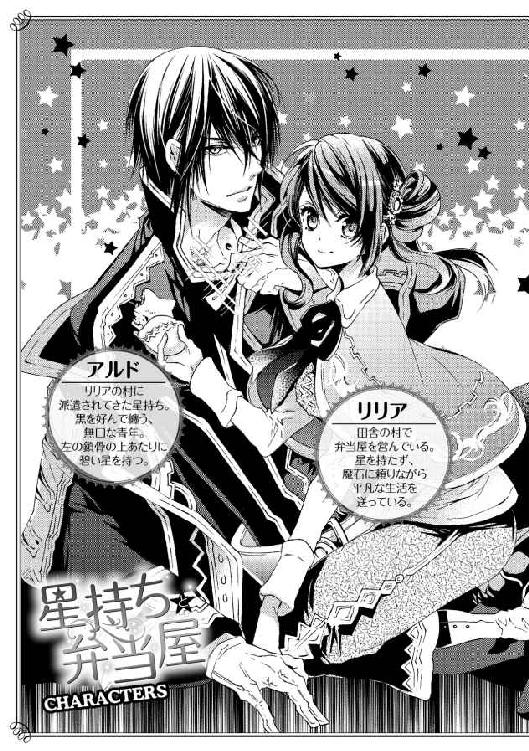 アルド
リリアの村に
派遣されてきた星持ち。
黒を好んで纏う、
無口な青年。
左の鎖骨の上あたりに
碧い星を持つ。
リリア
田舎の村で
弁当屋を営んでいる。
星を持たず、
魔石に頼りながら
平凡な生活を
送っている。
星持ち★と
弁当屋
CHARACTERS